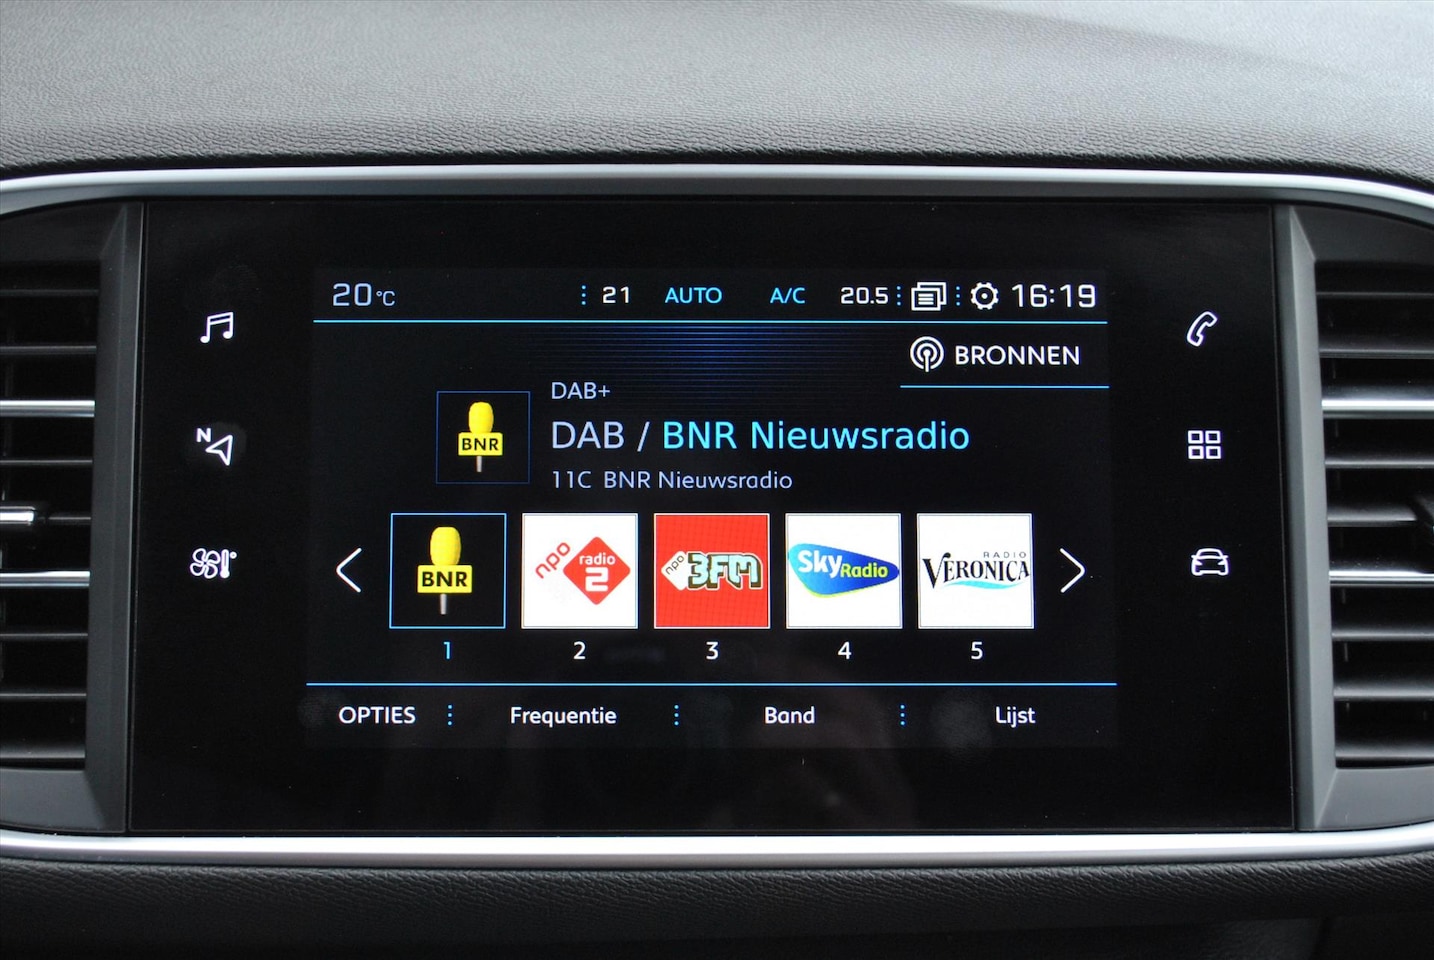 20°C 21 AUTO A/C 20.5 16:19
BRONNEN
DAB+
DAB / BNR Nieuwsradio
11C BNR Nieuwsradio
BNR
N
BNR
npo radio 2
npo 3FM
Sky Radio
RADIO VERONICA
1 2 3 4 5
OPTIES Frequentie Band Lijst